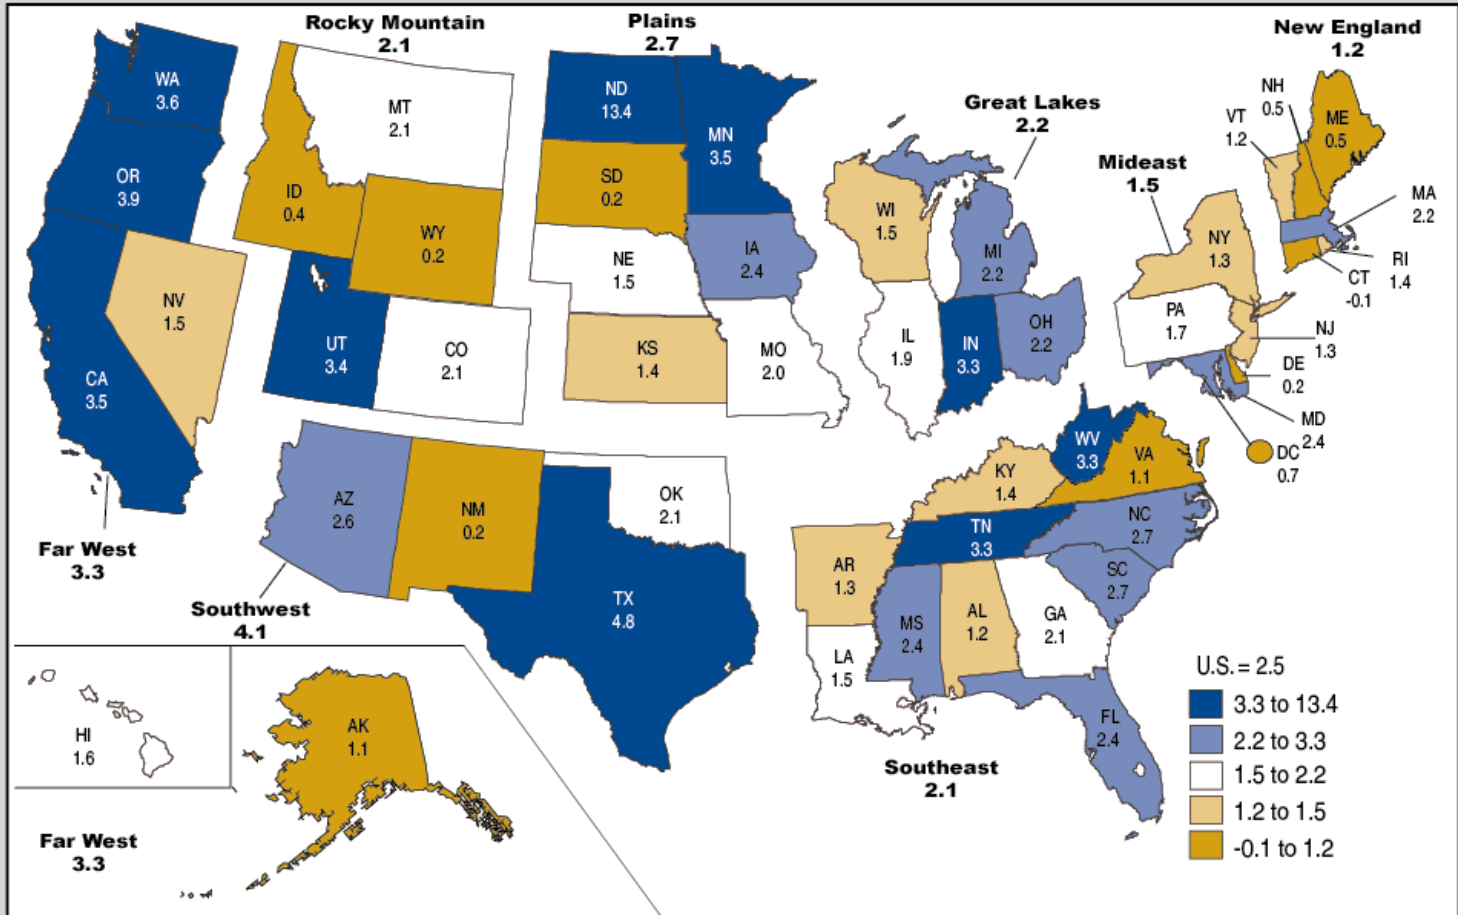 Rocky Mountain
2.1
Plains
2.7
New England
1.2
Great Lakes
2.2
Mideast
1.5
WA
3.6
OR
3.9
CA
3.5
NV
1.5
Far West
3.3
MT
2.1
ID
0.4
WY
0.2
UT
3.4
CO
2.1
ND
13.4
MN
3.5
SD
0.2
NE
1.5
IA
2.4
KS
1.4
MO
2.0
WI
1.5
MI
2.2
IL
1.9
IN
3.3
OH
2.2
NH
0.5
VT
1.2
ME
0.5
MA
2.2
RI
1.4
CT
-0.1
NY
1.3
PA
1.7
NJ
1.3
DE
0.2
MD
2.4
DC
0.7
AZ
2.6
NM
0.2
OK
2.1
TX
4.8
Southwest
4.1
WV
3.3
VA
1.1
KY
1.4
TN
3.3
NC
2.7
SC
2.7
AR
1.3
MS
2.4
AL
1.2
GA
2.1
LA
1.5
FL
2.4
Southeast
2.1
HI
1.6
AK
1.1
Far West
3.3
U.S. = 2.5
3.3 to 13.4
2.2 to 3.3
1.5 to 2.2
1.2 to 1.5
-0.1 to 1.2